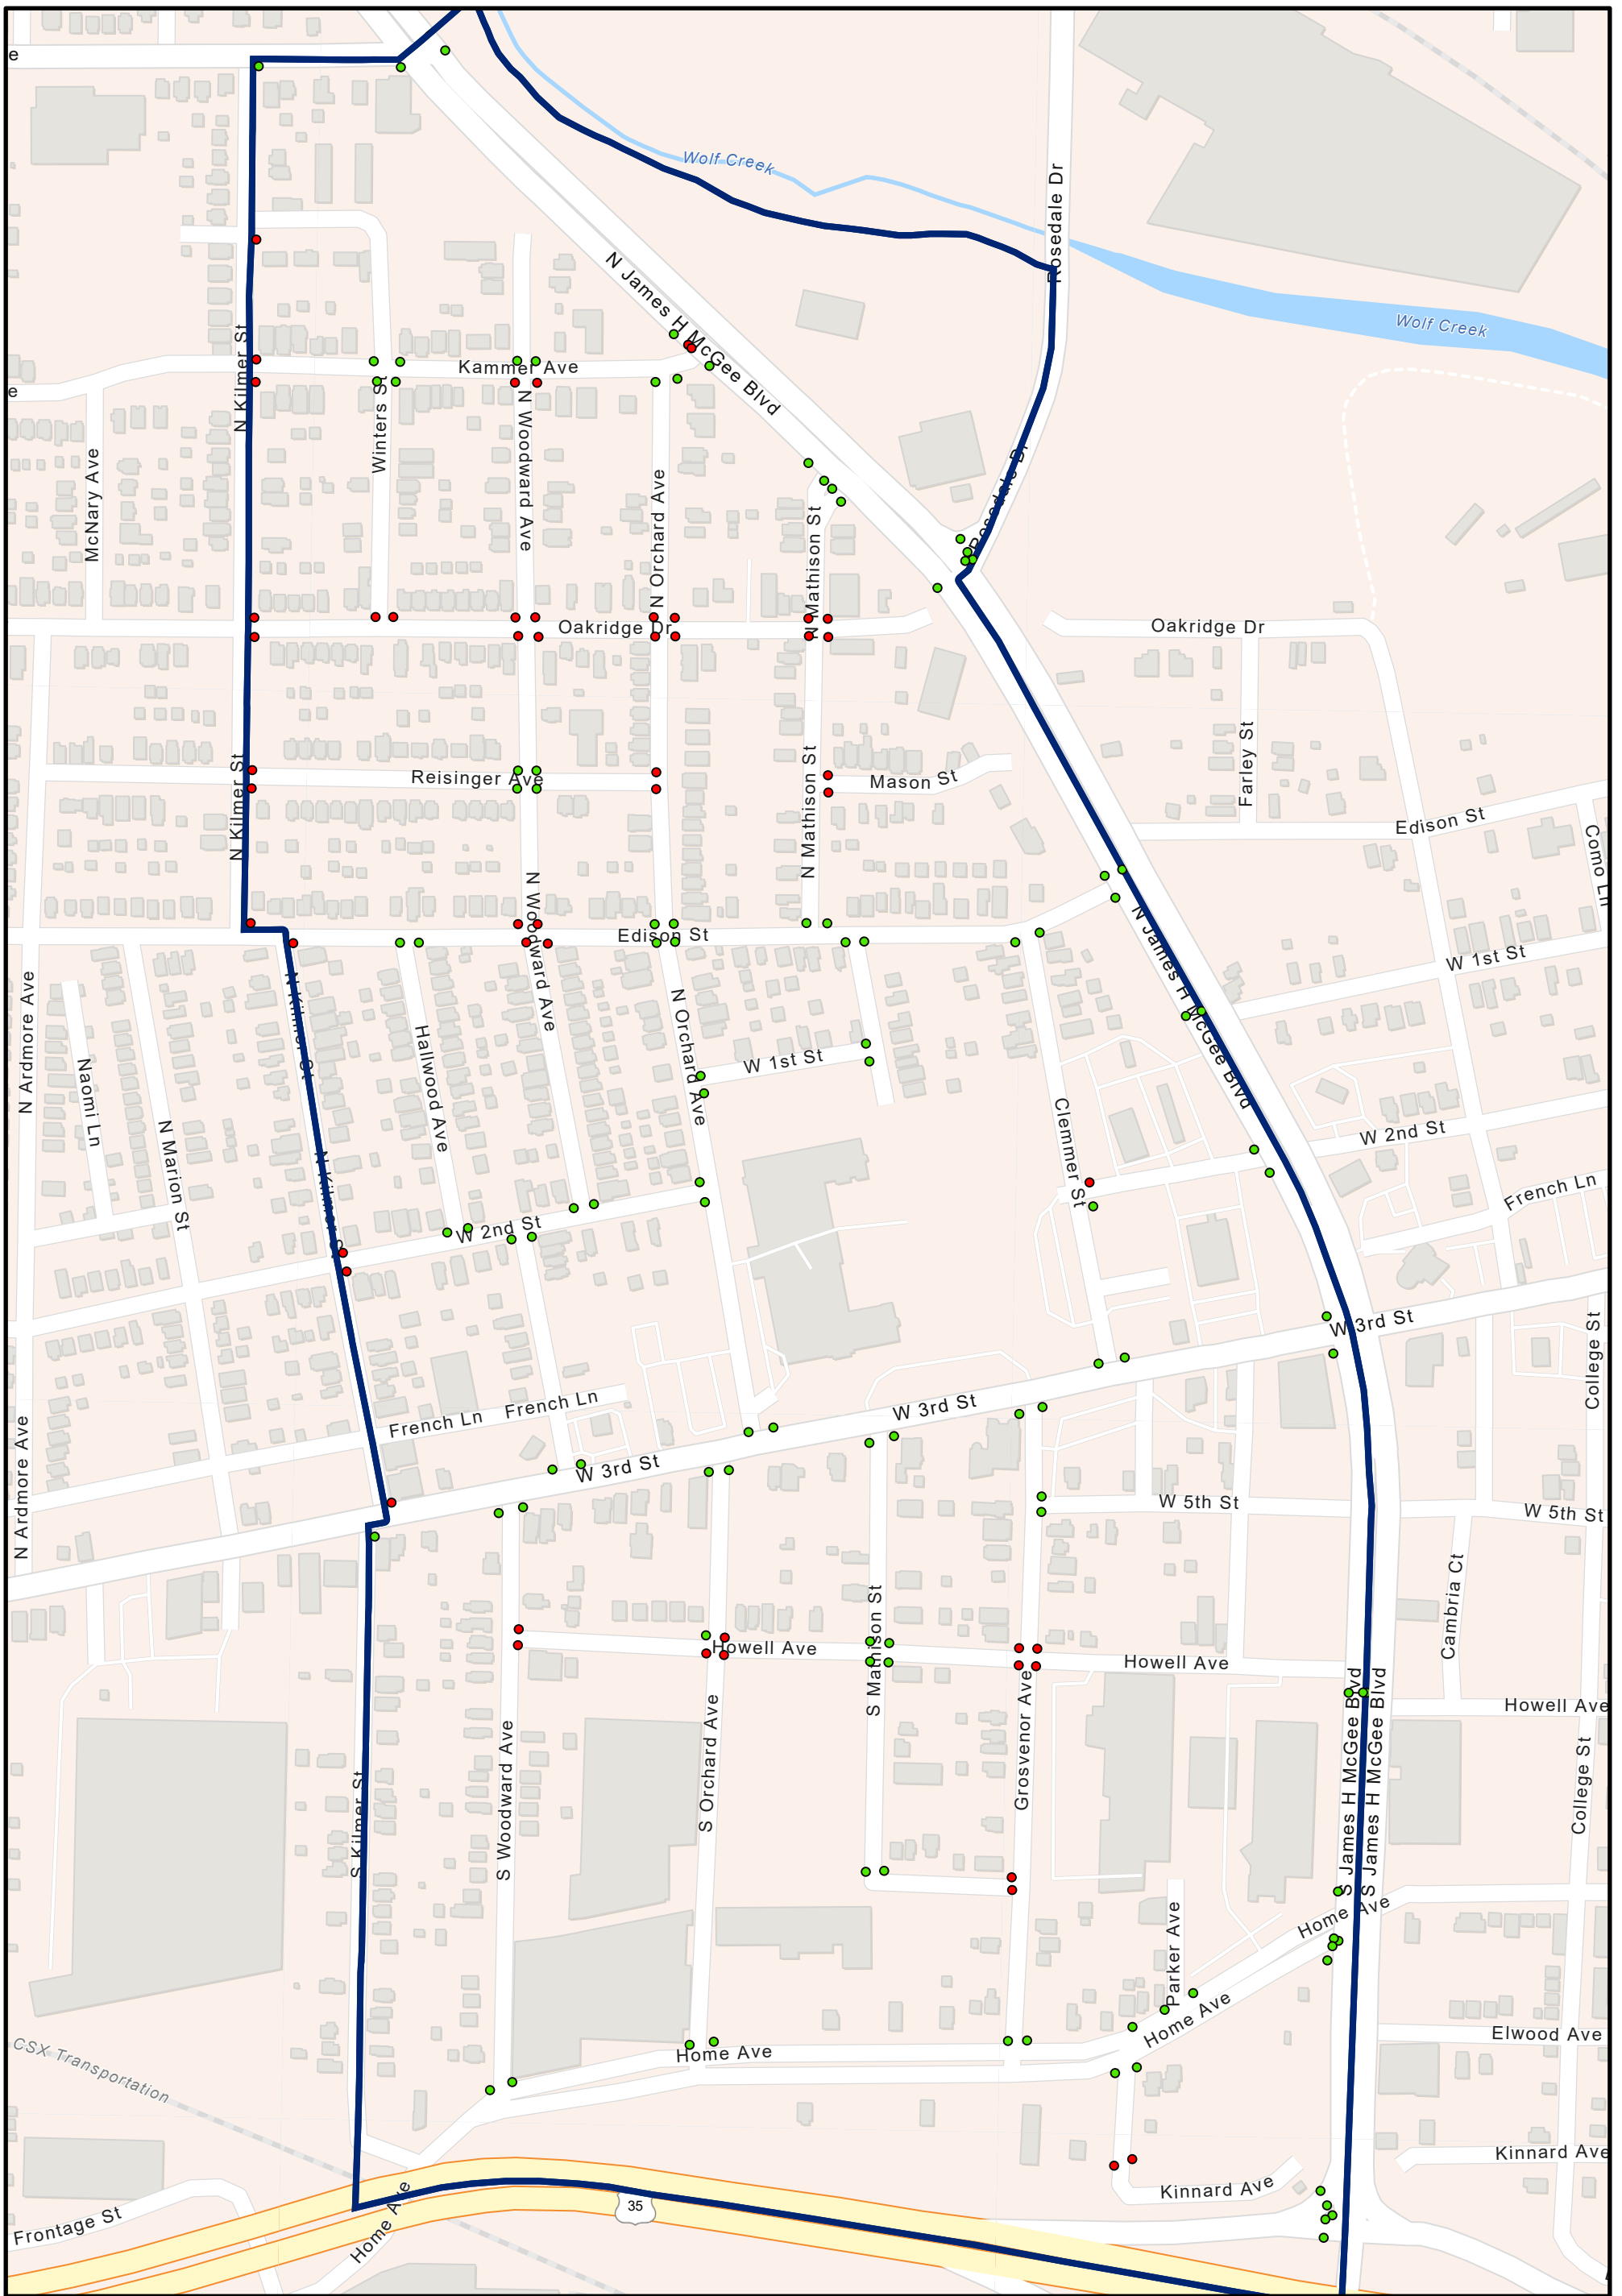 e
Wolf Creek
Rosedale Dr
N James H McGee Blvd
Wolf Creek
N Kilmer St
Kammer Ave
e
Winters St
N Woodward Ave
McNary Ave
N Orchard Ave
N Mathison St
Rosedale Dr
Oakridge Dr
Oakridge Dr
N Kilmer St
Reisinger Ave
N Mathison St
Mason St
Farley St
Edison St
Como Ln
N Woodward Ave
Edison St
N James H McGee Blvd
W 1st St
N Ardmore Ave
N Kilmer St
Hallwood Ave
N Orchard Ave
W 1st St
Naomi Ln
N Marion St
N Kilmer St
Clemmer St
W 2nd St
W 2nd St
French Ln
W 3rd St
College St
French Ln
French Ln
W 3rd St
W 3rd St
N Ardmore Ave
W 5th St
W 5th St
Cambria Ct
S Mathison St
Howell Ave
Howell Ave
Howell Ave
S Kilmer St
S Woodward Ave
S Orchard Ave
Grosvenor Ave
S James H McGee Blvd
S James H McGee Blvd
College St
Home Ave
Parker Ave
Home Ave
Elwood Ave
Home Ave
CSX Transportation
Kinnard Ave
Kinnard Ave
35
Home Ave
Frontage St